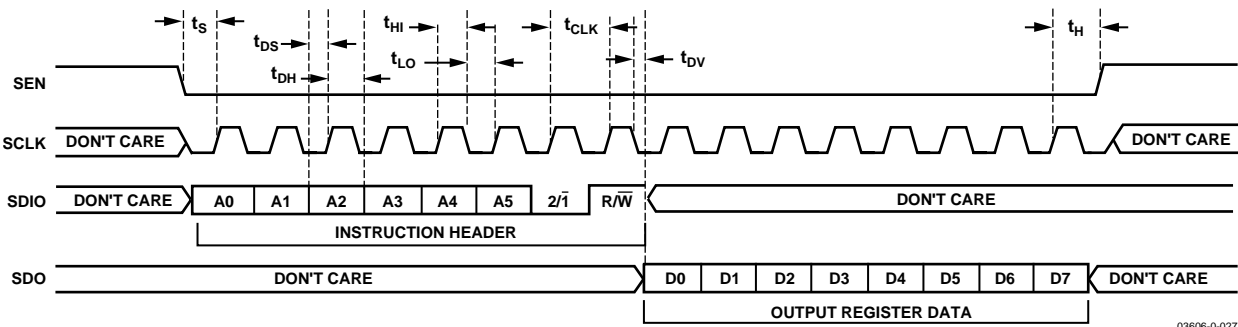 tS
tDS
tDH
tHI
tLO
tCLK
tDV
tH
SEN
SCLK DON'T CARE DON'T CARE
SDIO DON'T CARE A0 A1 A2 A3 A4 A5 2/1̅ R/W̅ DON'T CARE
INSTRUCTION HEADER
SDO DON'T CARE D0 D1 D2 D3 D4 D5 D6 D7 DON'T CARE
OUTPUT REGISTER DATA
03606-0-027